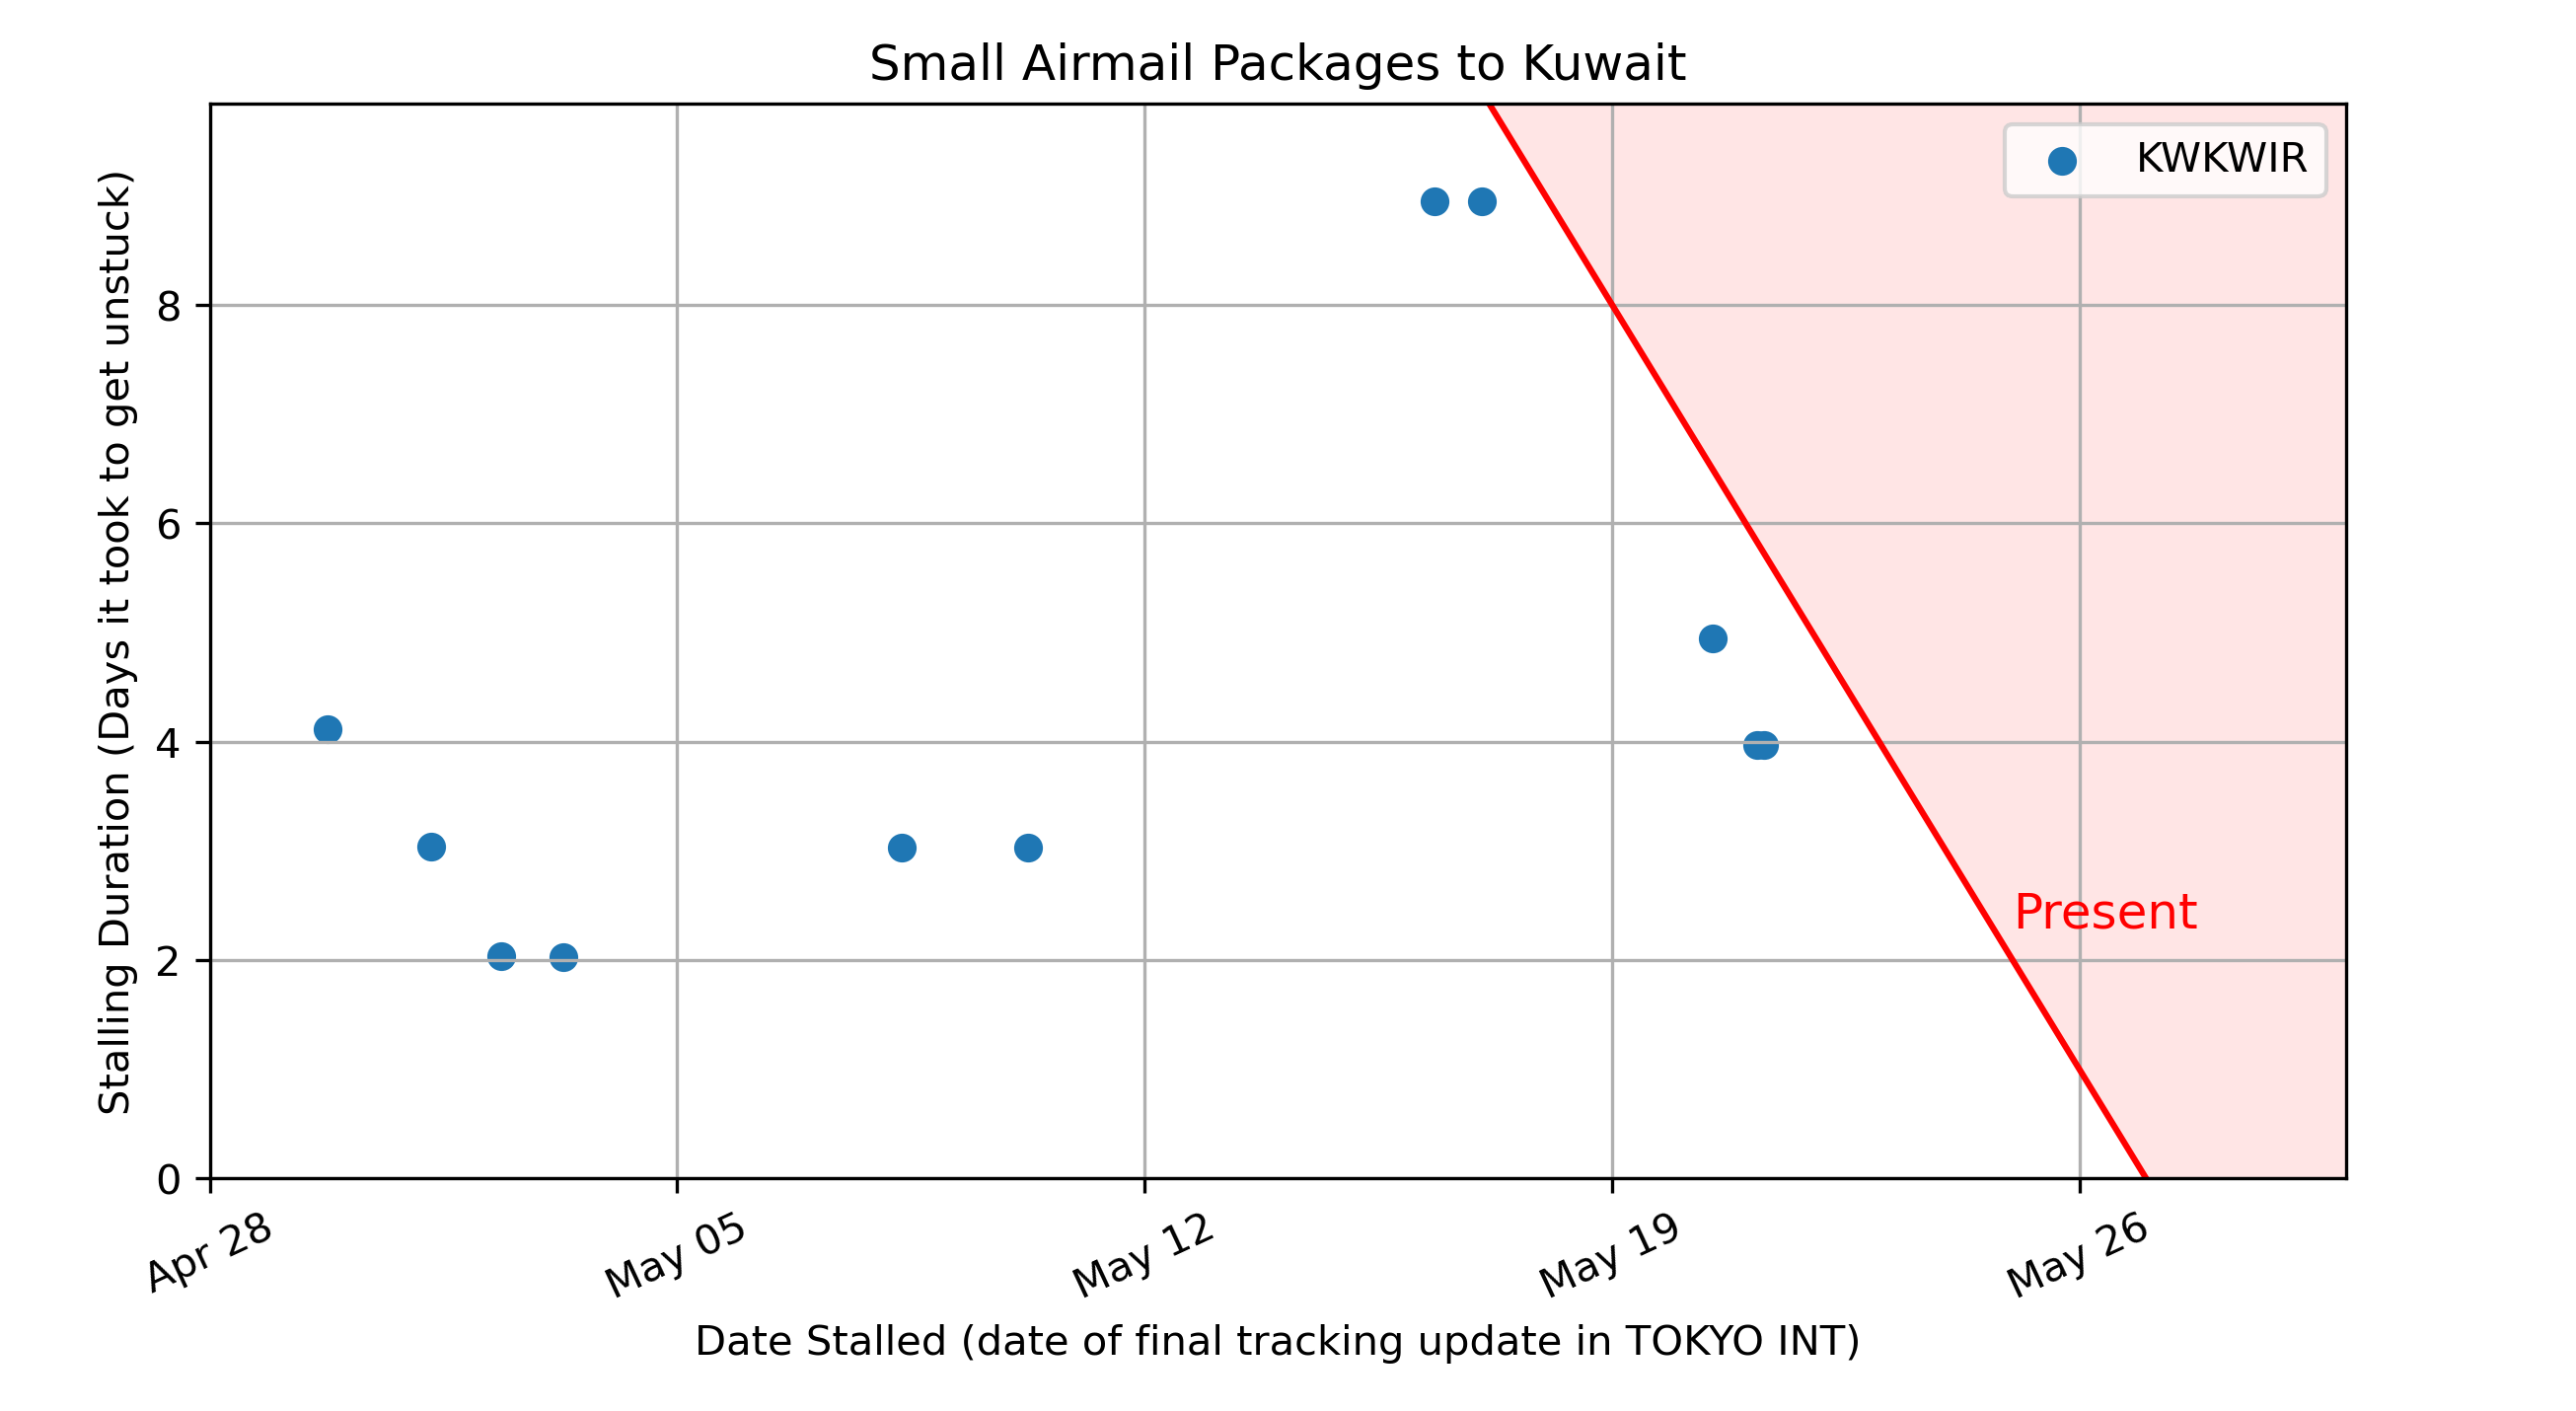 Small Airmail Packages to Kuwait
KWKWIR
Stalling Duration (Days it took to get unstuck)
8
6
4
2
0
Present
Apr 28
May 05
May 12
May 19
May 26
Date Stalled (date of final tracking update in TOKYO INT)